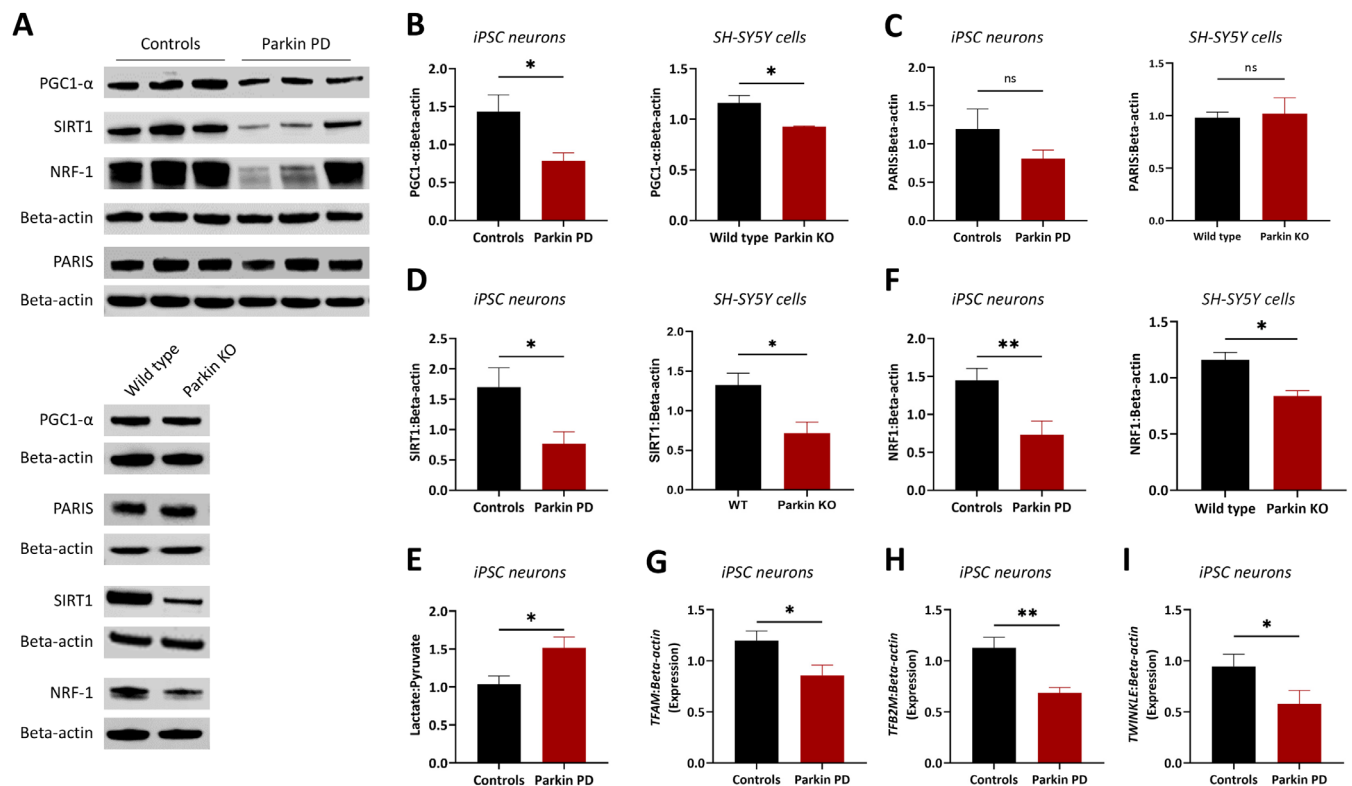 A
Controls
Parkin PD
PGC1-α
SIRT1
NRF-1
Beta-actin
PARIS
Beta-actin
Wild type
Parkin KO
PGC1-α
Beta-actin
PARIS
Beta-actin
SIRT1
Beta-actin
NRF-1
Beta-actin
B
iPSC neurons
PGC1-α:Beta-actin
2.0
1.5
1.0
0.5
0.0
*
Controls
Parkin PD
SH-SY5Y cells
PGC1-α:Beta-actin
1.5
1.0
0.5
0.0
*
Wild type
Parkin KO
C
iPSC neurons
PARIS:Beta-actin
2.0
1.5
1.0
0.5
0.0
ns
Controls
Parkin PD
SH-SY5Y cells
PARIS:Beta-actin
1.5
1.0
0.5
0.0
ns
Wild type
Parkin KO
D
iPSC neurons
SIRT1:Beta-actin
2.5
2.0
1.5
1.0
0.5
0.0
*
Controls
Parkin PD
SH-SY5Y cells
SIRT1:Beta-actin
2.0
1.5
1.0
0.5
0.0
*
WT
Parkin KO
F
iPSC neurons
NRF1:Beta-actin
2.0
1.5
1.0
0.5
0.0
**
Controls
Parkin PD
SH-SY5Y cells
NRF1:Beta-actin
1.5
1.0
0.5
0.0
*
Wild type
Parkin KO
E
iPSC neurons
Lactate:Pyruvate
2.0
1.5
1.0
0.5
0.0
*
Controls
Parkin PD
G
iPSC neurons
TFAM:Beta-actin
(Expression)
1.5
1.0
0.5
0.0
*
Controls
Parkin PD
H
iPSC neurons
TFB2M:Beta-actin
(Expression)
1.5
1.0
0.5
0.0
**
Controls
Parkin PD
I
iPSC neurons
TWINKLE:Beta-actin
(Expression)
1.5
1.0
0.5
0.0
*
Controls
Parkin PD